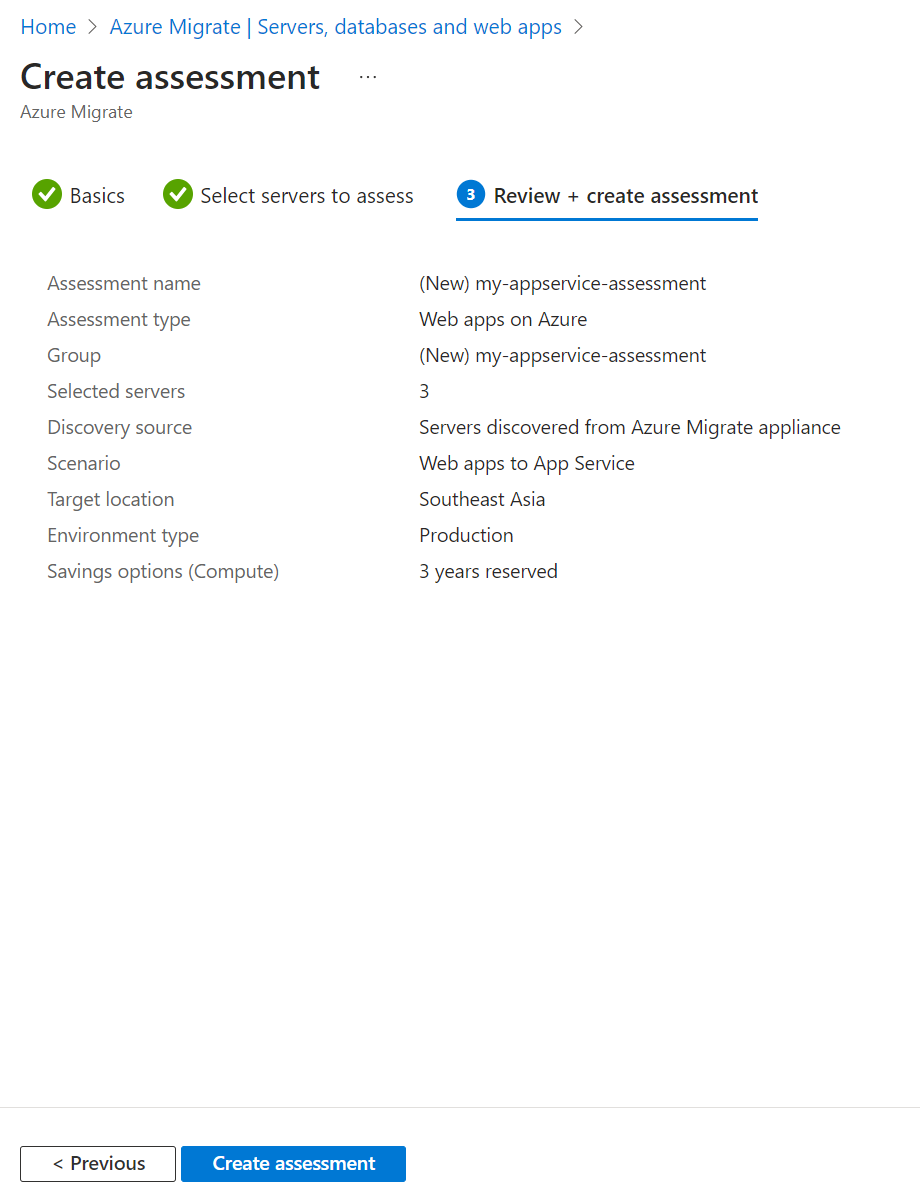 Home > Azure Migrate | Servers, databases and web apps >
Create assessment ...
Azure Migrate
Basics Select servers to assess 3 Review + create assessment
Assessment name (New) my-appservice-assessment
Assessment type Web apps on Azure
Group (New) my-appservice-assessment
Selected servers 3
Discovery source Servers discovered from Azure Migrate appliance
Scenario Web apps to App Service
Target location Southeast Asia
Environment type Production
Savings options (Compute) 3 years reserved
< Previous Create assessment